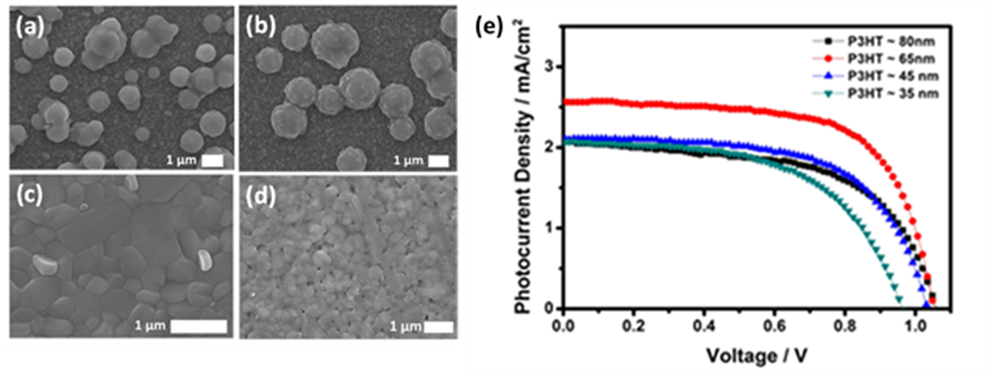 (a)
1 µm
(b)
1 µm
(c)
1 µm
(d)
1 µm
(e)
Photocurrent Density / mA/cm²
3
2
1
0
P3HT ~ 80nm
P3HT ~ 65nm
P3HT ~ 45 nm
P3HT ~ 35 nm
0.0 0.2 0.4 0.6 0.8 1.0
Voltage / V